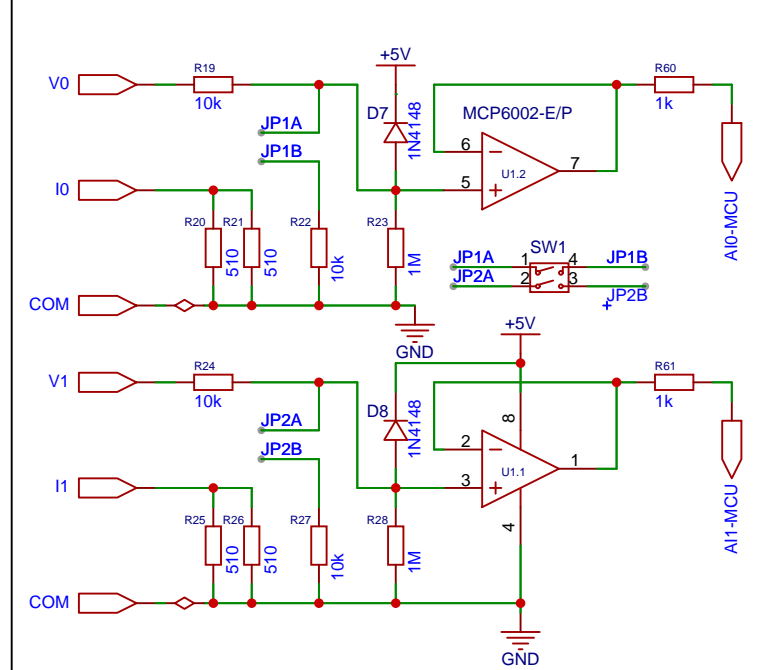 +5V
R19
R60
V0
10k
D7
1N4148
MCP6002-E/P
1k
JP1A
JP1B
6
7
5
U1.2
AI0-MCU
I0
R20
510
R21
510
R22
10k
R23
1M
SW1
JP1A
1
4
JP1B
JP2A
2
3
JP2B
COM
GND
+5V
V1
R24
10k
R61
1k
D8
1N4148
JP2A
JP2B
8
2
1
3
U1.1
4
AI1-MCU
I1
R25
510
R26
510
R27
10k
R28
1M
COM
GND